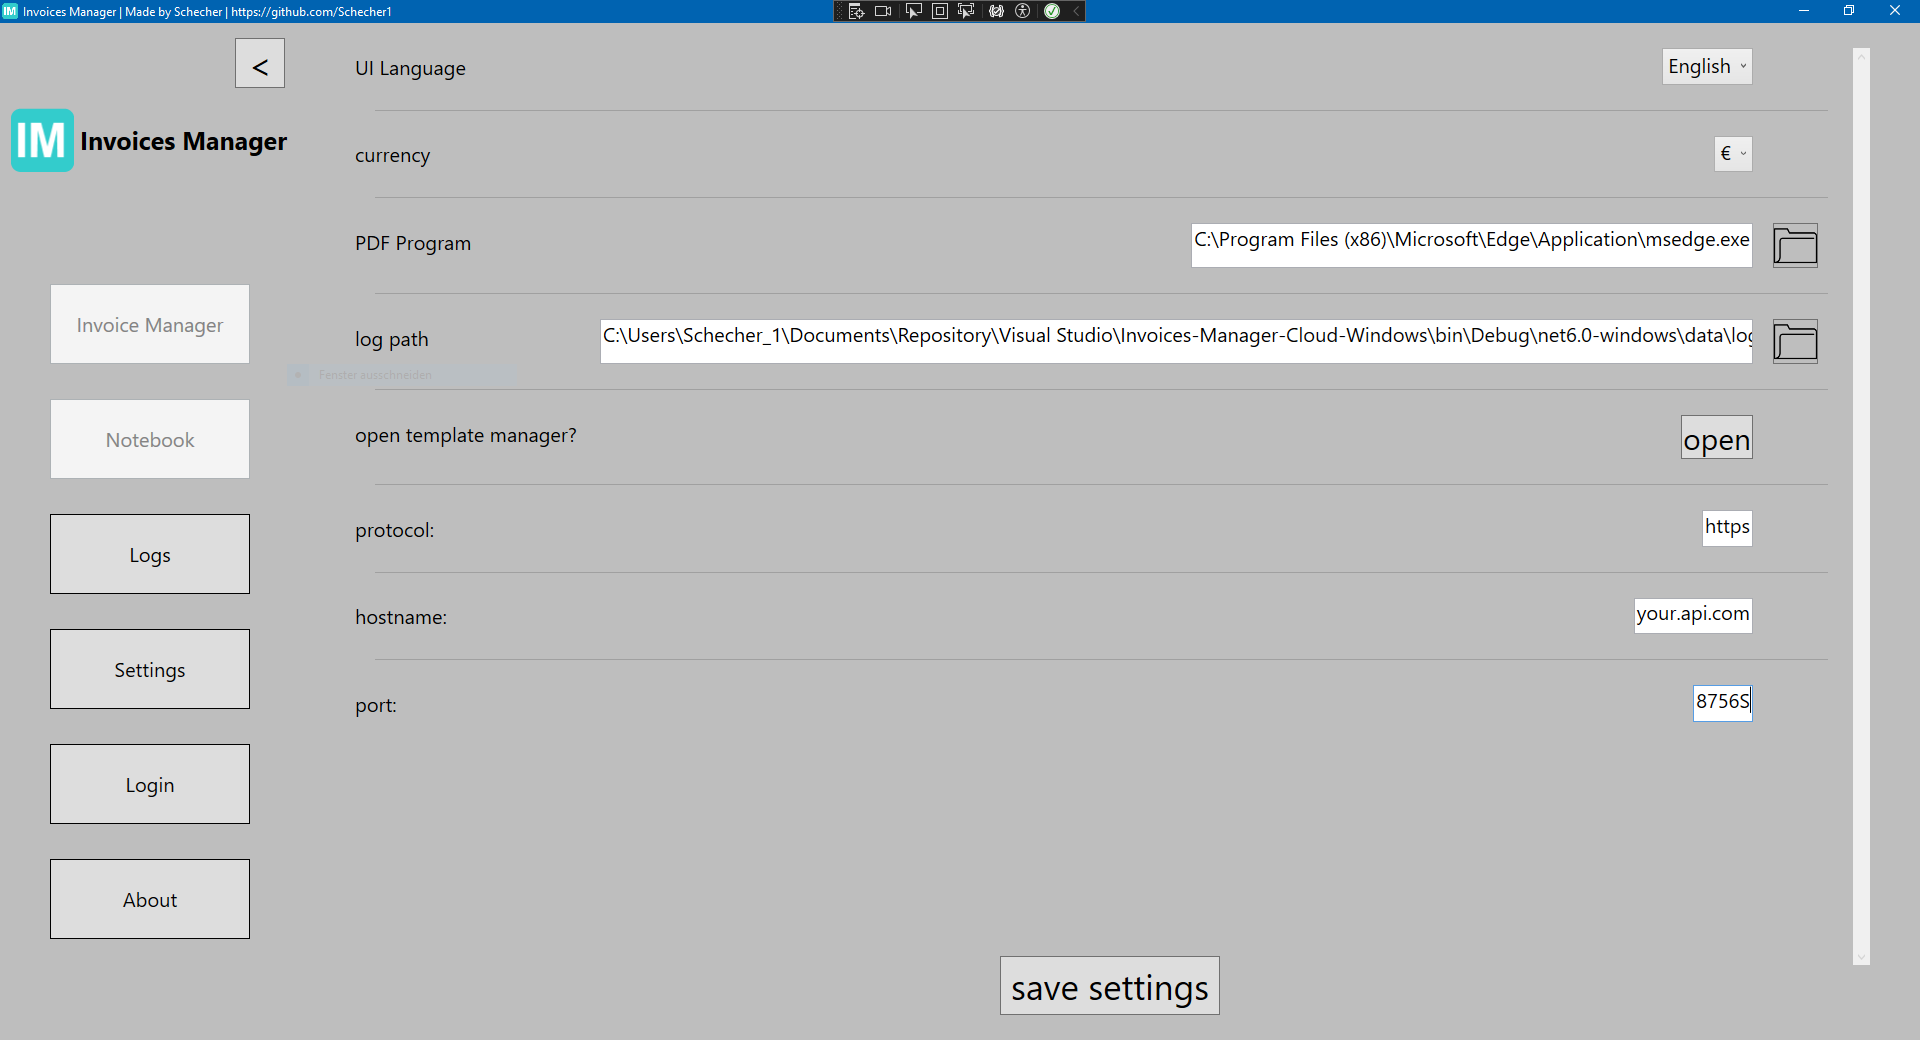 IM Invoices Manager | Made by Schecher | https://github.com/Schecher1
<
IM Invoices Manager
Invoice Manager
Notebook
Logs
Settings
Login
About
UI Language English
currency €
PDF Program C:\Program Files (x86)\Microsoft\Edge\Application\msedge.exe
log path C:\Users\Schecher_1\Documents\Repository\Visual Studio\Invoices-Manager-Cloud-Windows\bin\Debug\net6.0-windows\data\log
Fenster ausschneiden
open template manager? open
protocol: https
hostname: your.api.com
port: 8756S
save settings